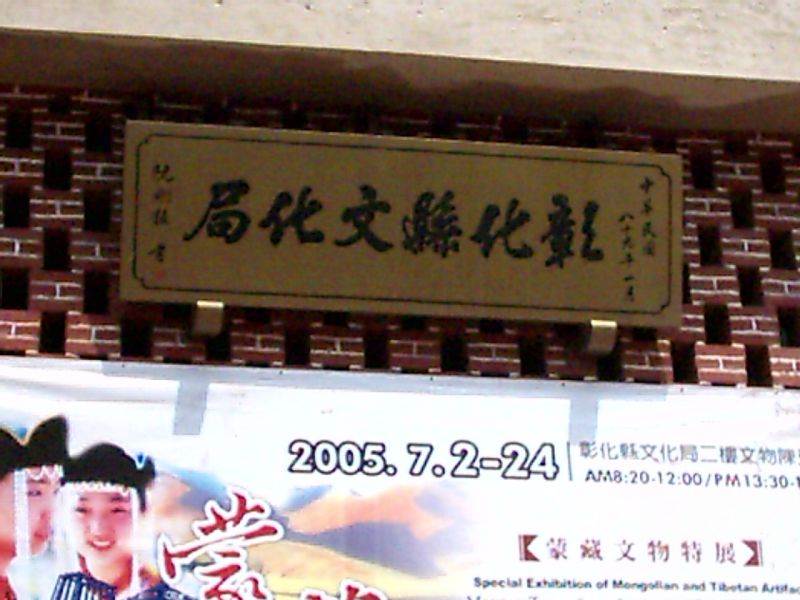 中華民國
八十九年一月
彰化縣文化局
2005.7.2-24
彰化縣文化局二樓文物陳
AM8:20-12:00/PM13:30-
蒙
【蒙藏文物特展】
Special Exhibition of Mongolian and Tibetan Artifac